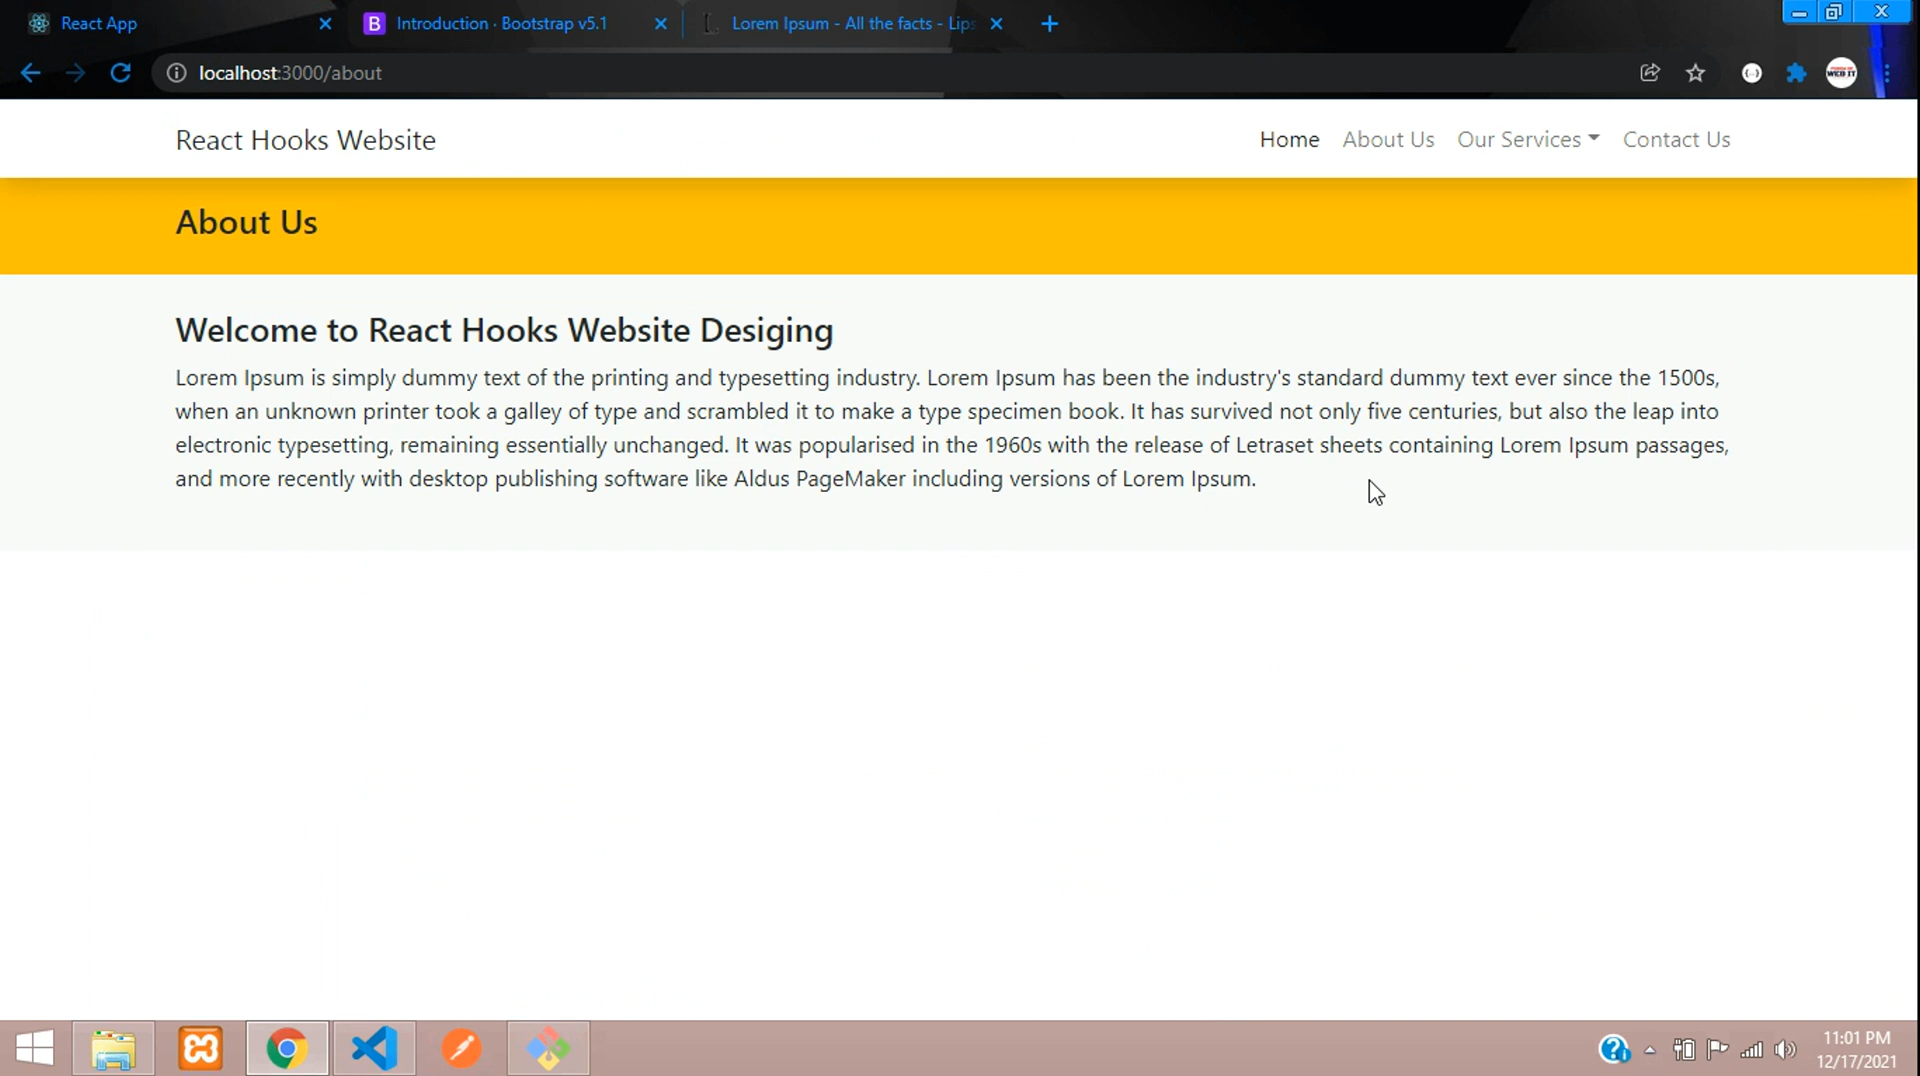 React App
Introduction · Bootstrap v5.1
Lorem Ipsum - All the facts - Lips
localhost:3000/about
WEB IT
React Hooks Website
Home
About Us
Our Services
Contact Us
About Us
Welcome to React Hooks Website Desiging
Lorem Ipsum is simply dummy text of the printing and typesetting industry. Lorem Ipsum has been the industry's standard dummy text ever since the 1500s,
when an unknown printer took a galley of type and scrambled it to make a type specimen book. It has survived not only five centuries, but also the leap into
electronic typesetting, remaining essentially unchanged. It was popularised in the 1960s with the release of Letraset sheets containing Lorem Ipsum passages,
and more recently with desktop publishing software like Aldus PageMaker including versions of Lorem Ipsum.
11:01 PM
12/17/2021